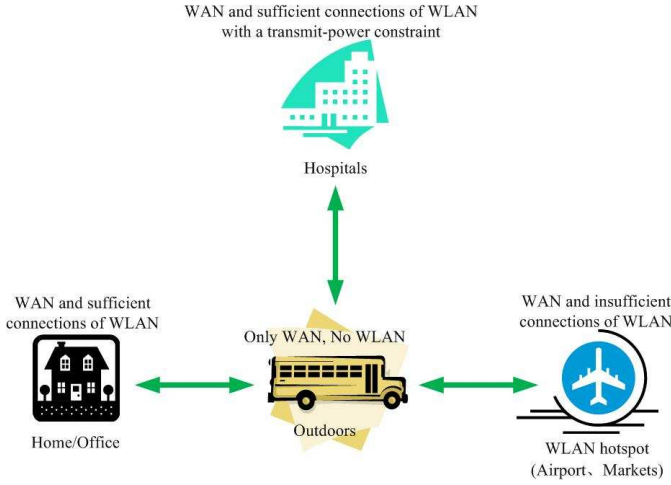 WAN and sufficient connections of WLAN
with a transmit-power constraint
Hospitals
WAN and sufficient
connections of WLAN
Home/Office
Only WAN, No WLAN
Outdoors
WAN and insufficient
connections of WLAN
WLAN hotspot
(Airport、Markets)